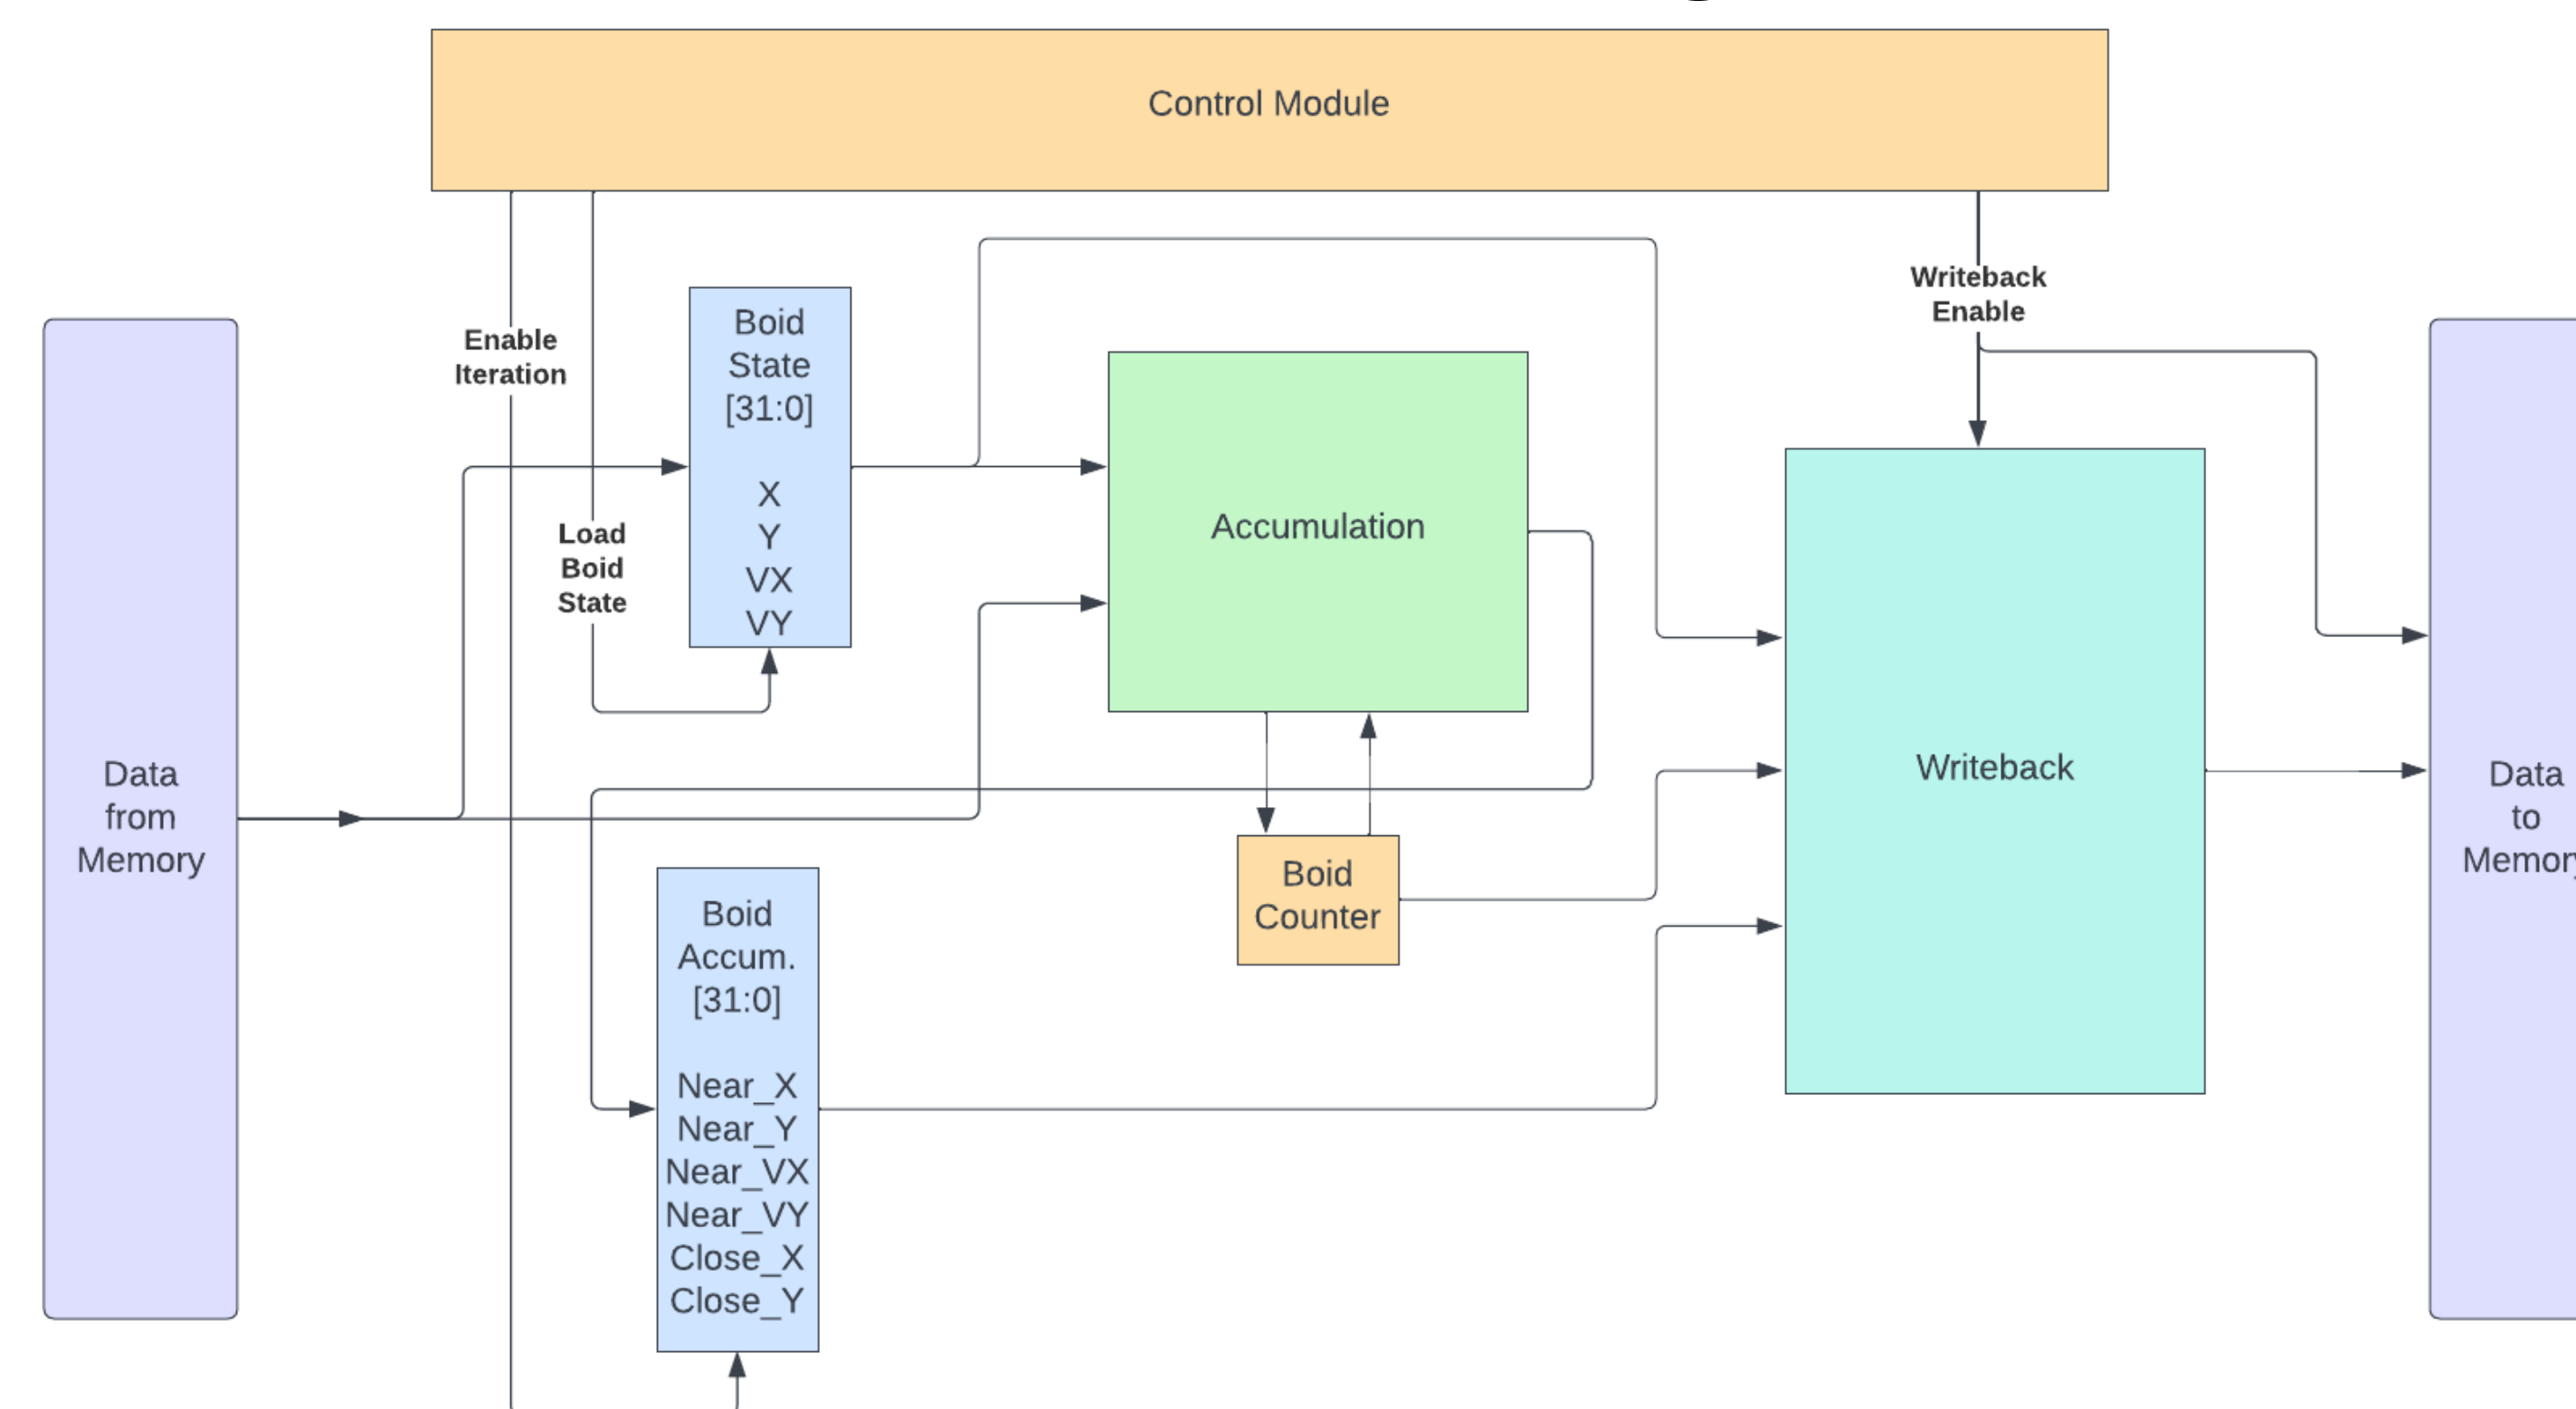 Control Module
Enable
Iteration
Load
Boid
State
Boid
State
[31:0]
X
Y
VX
VY
Accumulation
Writeback
Enable
Data
from
Memory
Boid
Accum.
[31:0]
Near_X
Near_Y
Near_VX
Near_VY
Close_X
Close_Y
Boid
Counter
Writeback
Data
to